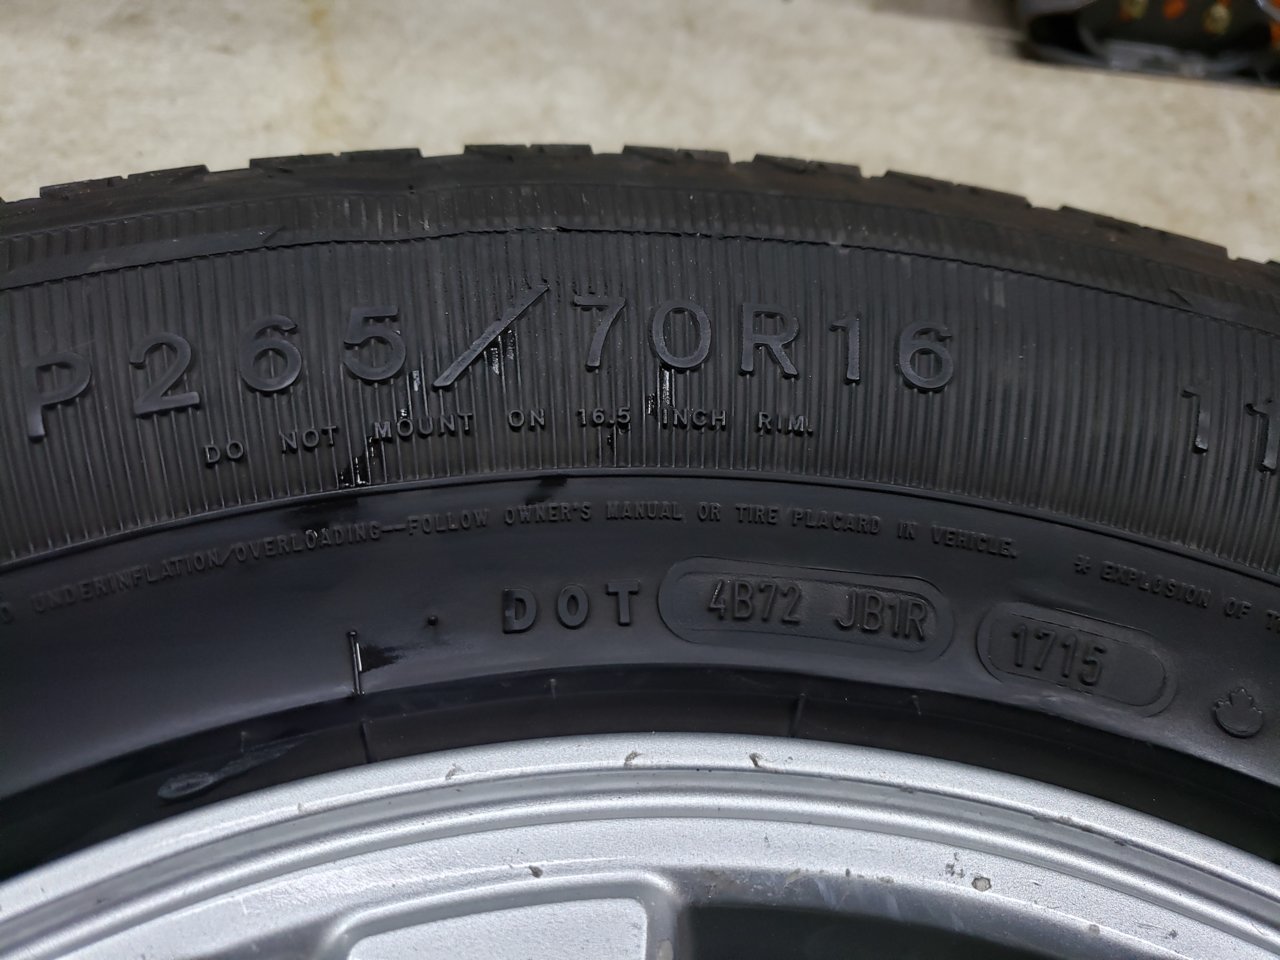 P265/70R16 11
DO NOT MOUNT ON 16.5 INCH RIM.
UNDERINFLATION/OVERLOADING—FOLLOW OWNER'S MANUAL OR TIRE PLACARD IN VEHICLE. * EXPLOSION OF
DOT 4B72 JB1R 1715